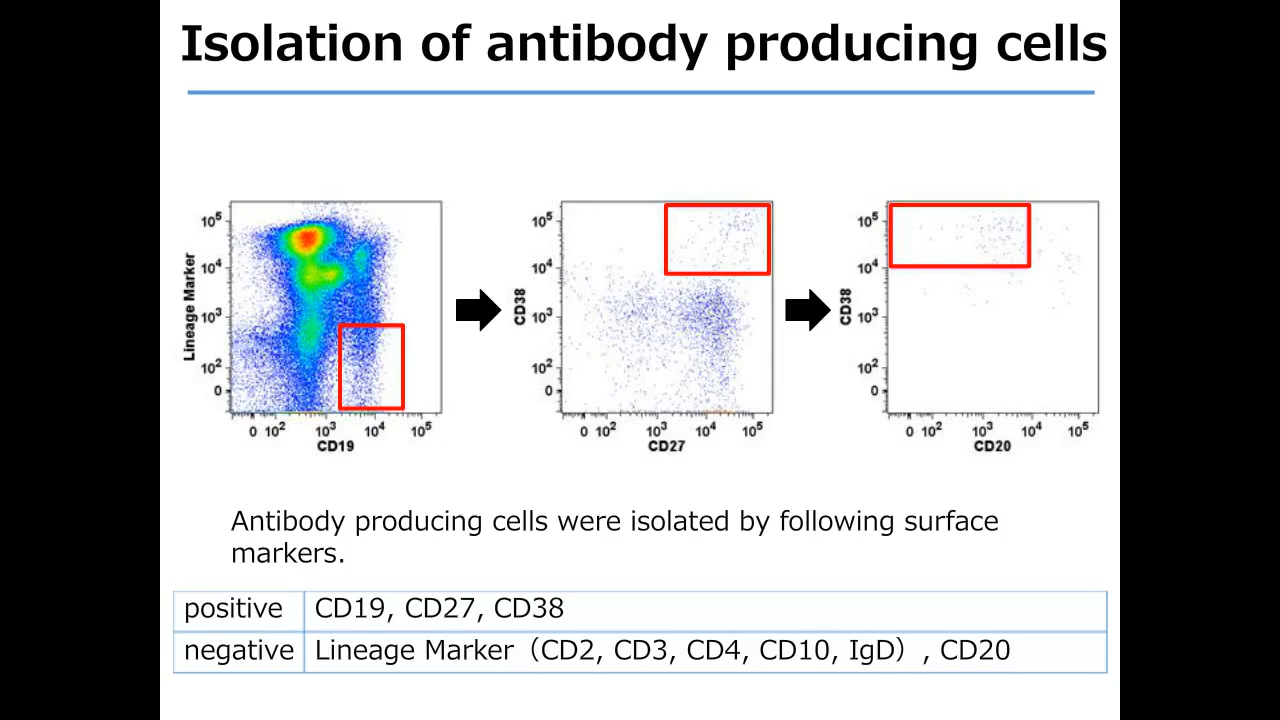 Isolation of antibody producing cells
Lineage Marker
10⁵
10⁴
10³
10²
0
0 10² 10³ 10⁴ 10⁵
CD19
CD38
10⁵
10⁴
10³
10²
0
0 10² 10³ 10⁴ 10⁵
CD27
CD38
10⁵
10⁴
10³
10²
0
0 10² 10³ 10⁴ 10⁵
CD20
Antibody producing cells were isolated by following surface
markers.
positive CD19, CD27, CD38
negative Lineage Marker（CD2, CD3, CD4, CD10, IgD）, CD20